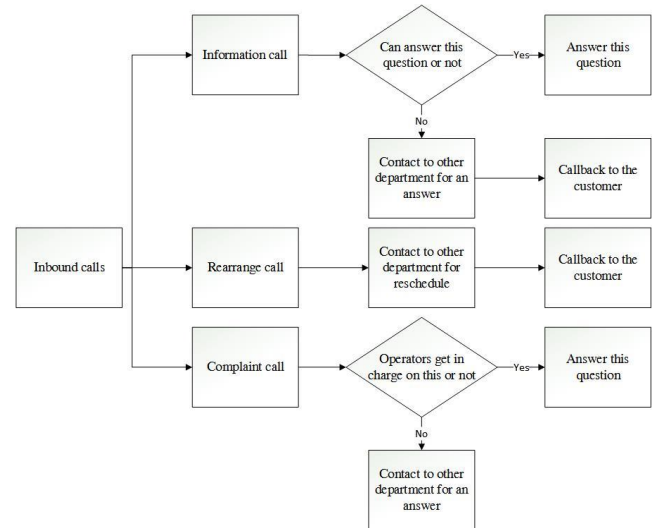 Information call
Can answer this
question or not
Yes
Answer this
question
No
Contact to other
department for an
answer
Callback to the
customer
Inbound calls
Rearrange call
Contact to other
department for
reschedule
Callback to the
customer
Complaint call
Operators get in
charge on this or not
Yes
Answer this
question
No
Contact to other
department for an
answer